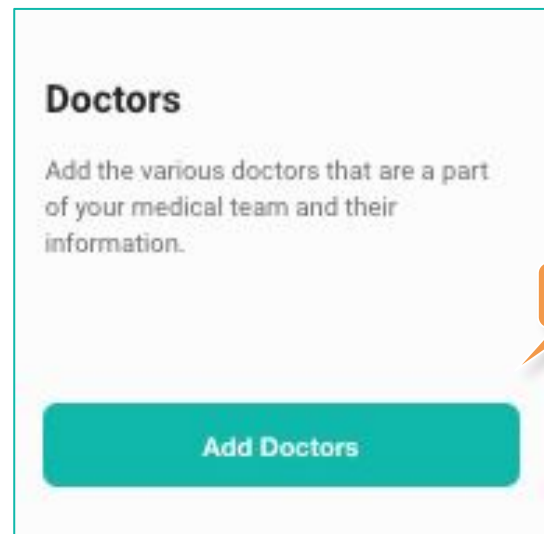 Doctors
Add the various doctors that are a part
of your medical team and their
information.
Add Doctors